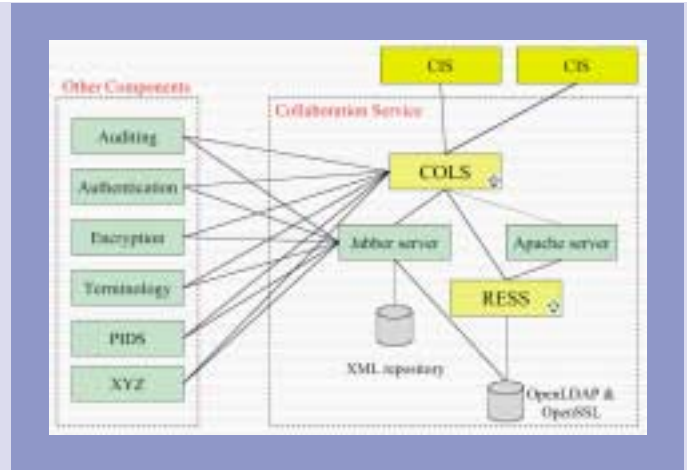 CIS
CIS
Other Components
Collaboration Service
Auditing
COLS
Authentication
Encryption
Jabber server
Apache server
Terminology
RESS
PIDS
XML repository
XYZ
OpenLDAP &
OpenSSL